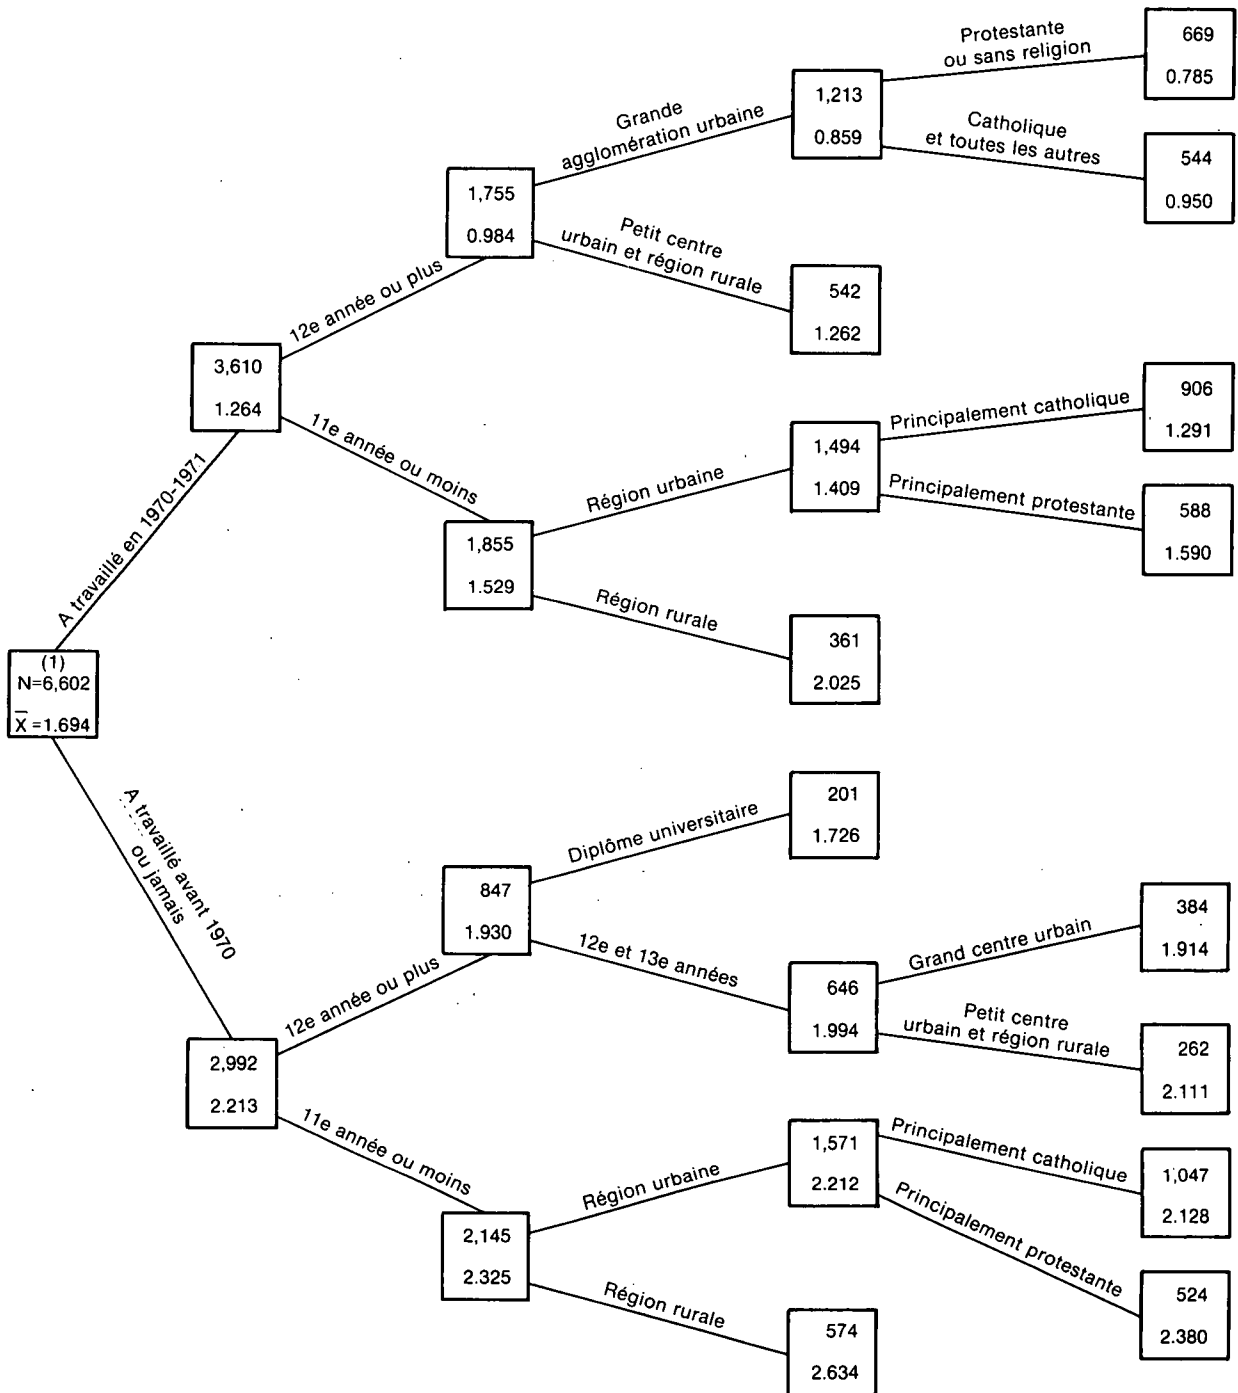 Protestante
ou sans religion
669
0.785
Grande
agglomération urbaine
1,213
0.859
Catholique
et toutes les autres
544
0.950
1,755
0.984
Petit centre
urbain et région rurale
542
1.262
12e année ou plus
3,610
1.264
11e année ou moins
Principalement catholique
906
1.291
Région urbaine
1,494
1.409
Principalement protestante
588
1.590
1,855
1.529
Région rurale
361
2.025
A travaillé en 1970-1971
(1)
N=6,602
X̅ =1.694
A travaillé avant 1970
ou jamais
Diplôme universitaire
201
1.726
847
1.930
12e et 13e années
Grand centre urbain
384
1.914
646
1.994
Petit centre
urbain et région rurale
262
2.111
12e année ou plus
2,992
2.213
11e année ou moins
Principalement catholique
1,047
2.128
Région urbaine
1,571
2.212
Principalement protestante
524
2.380
2,145
2.325
Région rurale
574
2.634